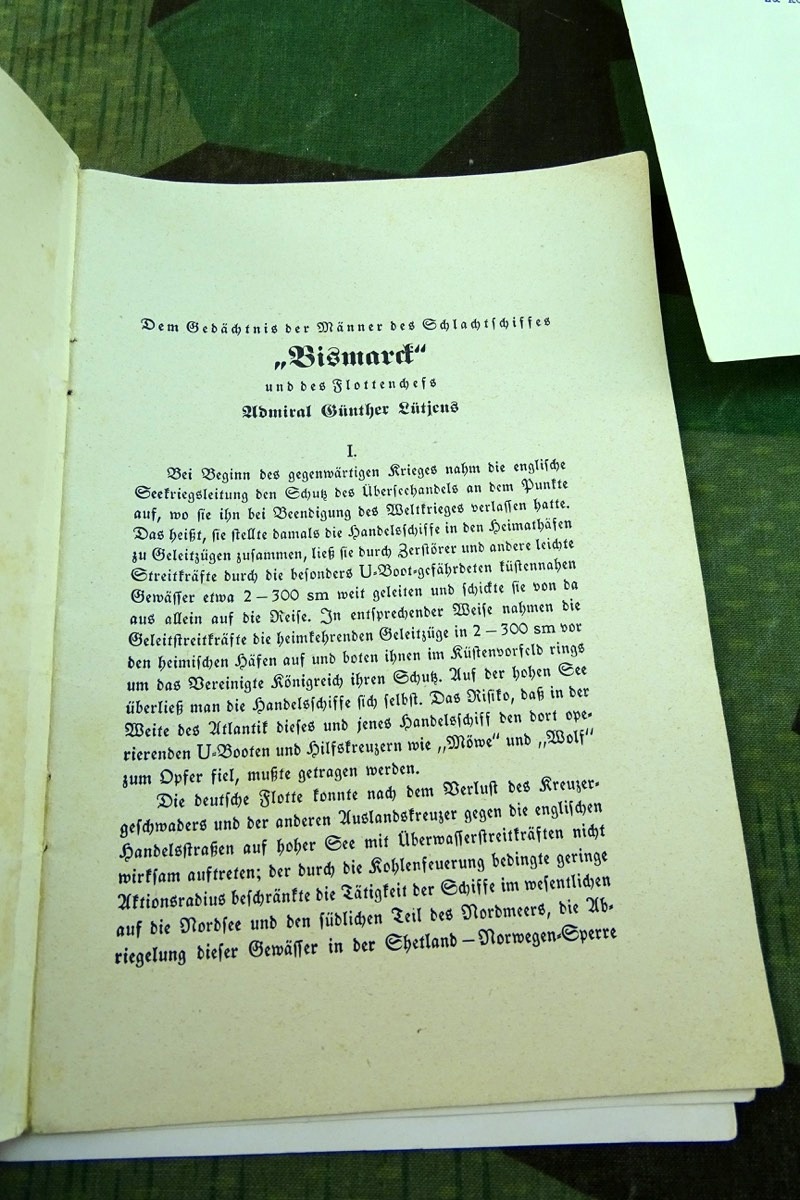 Dem Gedächtnis der Männer des Schlachtschiffes
„Bismarck“
und des Flottenchefs
Admiral Günther Lütjens
I.
Bei Beginn des gegenwärtigen Krieges nahm die englische
Seekriegsleitung den Schutz des Überseehandels an dem Punkte
auf, wo sie ihn bei Beendigung des Weltkrieges verlassen hatte.
Das heißt, sie stellte damals die Handelsschiffe in den Heimathäfen
zu Geleitzügen zusammen, ließ sie durch Zerstörer und andere leichte
Streitkräfte durch die besonders U-Boot-gefährdeten küstennahen
Gewässer etwa 2 – 300 sm weit geleiten und schickte sie von da
aus allein auf die Reise. In entsprechender Weise nahmen die
Geleitstreitkräfte die heimkehrenden Geleitzüge in 2 – 300 sm vor
den heimischen Häfen auf und boten ihnen im Küstenvorfeld rings
um das Vereinigte Königreich ihren Schutz. Auf der hohen See
überließ man die Handelsschiffe sich selbst. Das Risiko, daß in der
Weite des Atlantik dieses und jenes Handelsschiff den dort ope-
rierenden U-Booten und Hilfskreuzern wie „Möwe“ und „Wolf“
zum Opfer fiel, mußte getragen werden.
Die deutsche Flotte konnte nach dem Verlust des Kreuzer-
geschwaders und der anderen Auslandskreuzer gegen die englischen
Handelsstraßen auf hoher See mit Überwasserstreitkräften nicht
wirksam auftreten; der durch die Kohlenfeuerung bedingte geringe
Aktionsradius beschränkte die Tätigkeit der Schiffe im wesentlichen
auf die Nordsee und den südlichen Teil des Nordmeers, die Ab-
riegelung dieser Gewässer in der Shetland – Norwegen-Sperre